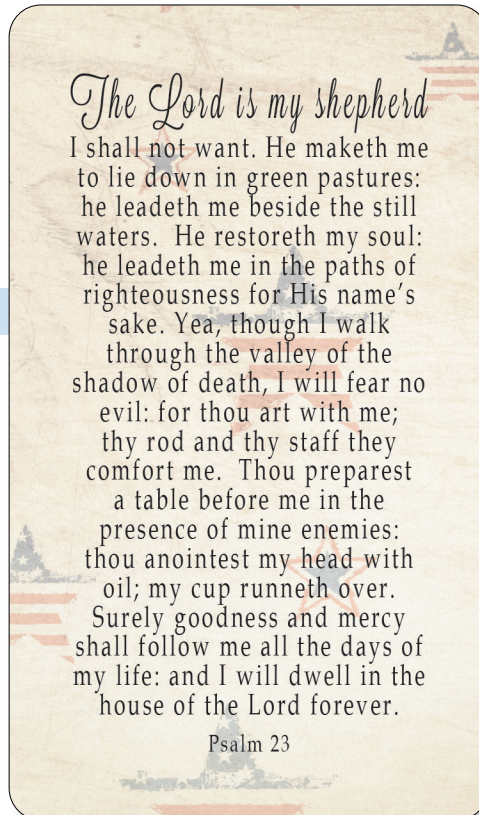 The Lord is my shepherd
I shall not want. He maketh me
to lie down in green pastures:
he leadeth me beside the still
waters.  He restoreth my soul:
he leadeth me in the paths of
righteousness for His name's
sake. Yea, though I walk
through the valley of the
shadow of death, I will fear no
evil: for thou art with me;
thy rod and thy staff they
comfort me.  Thou preparest
a table before me in the
presence of mine enemies:
thou anointest my head with
oil; my cup runneth over.
Surely goodness and mercy
shall follow me all the days of
my life: and I will dwell in the
house of the Lord forever.
Psalm 23